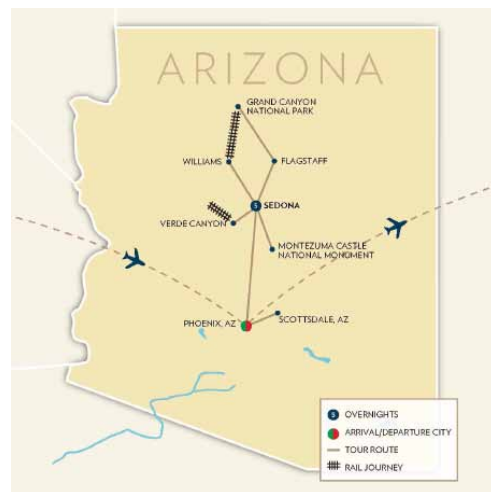 ARIZONA
GRAND CANYON
NATIONAL PARK
WILLIAMS
FLAGSTAFF
5 SEDONA
VERDE CANYON
MONTEZUMA CASTLE
NATIONAL MONUMENT
PHOENIX, AZ
SCOTTSDALE, AZ
5 OVERNIGHTS
ARRIVAL/DEPARTURE CITY
TOUR ROUTE
RAIL JOURNEY